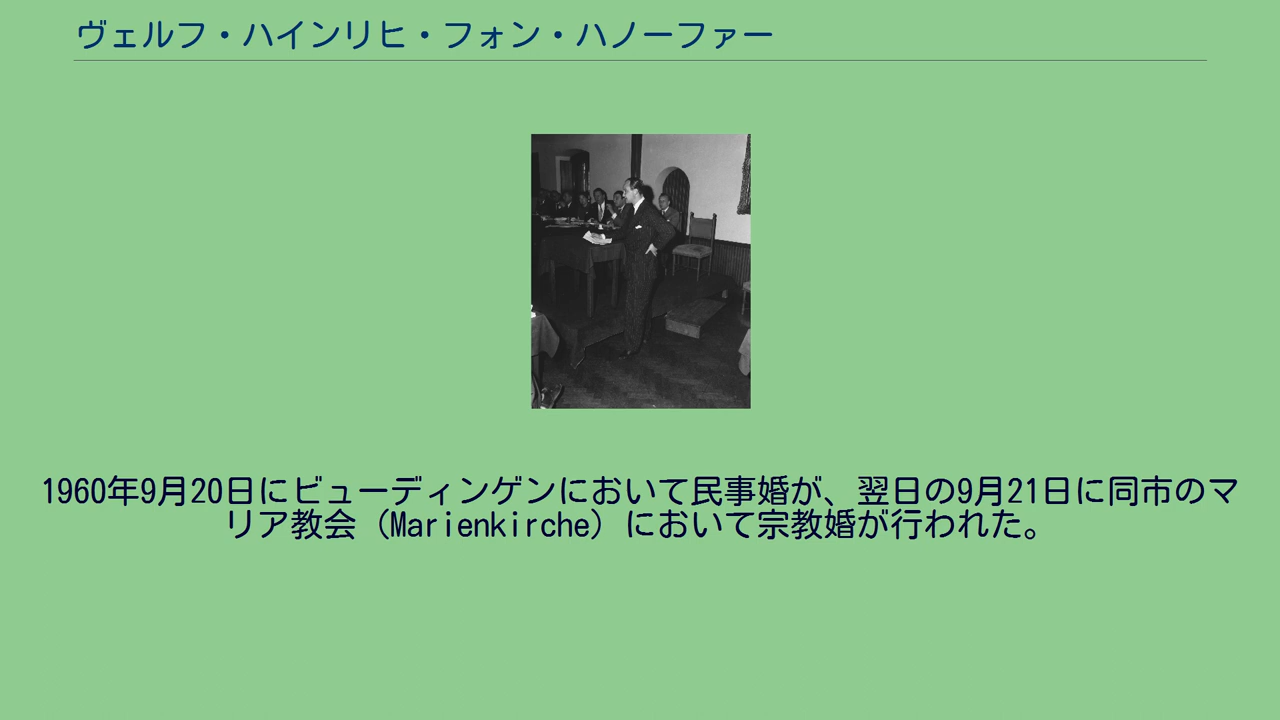 ヴェルフ・ハインリヒ・フォン・ハノーファー
1960年9月20日にビューディンゲンにおいて民事婚が、翌日の9月21日に同市のマ
リア教会（Marienkirche）において宗教婚が行われた。